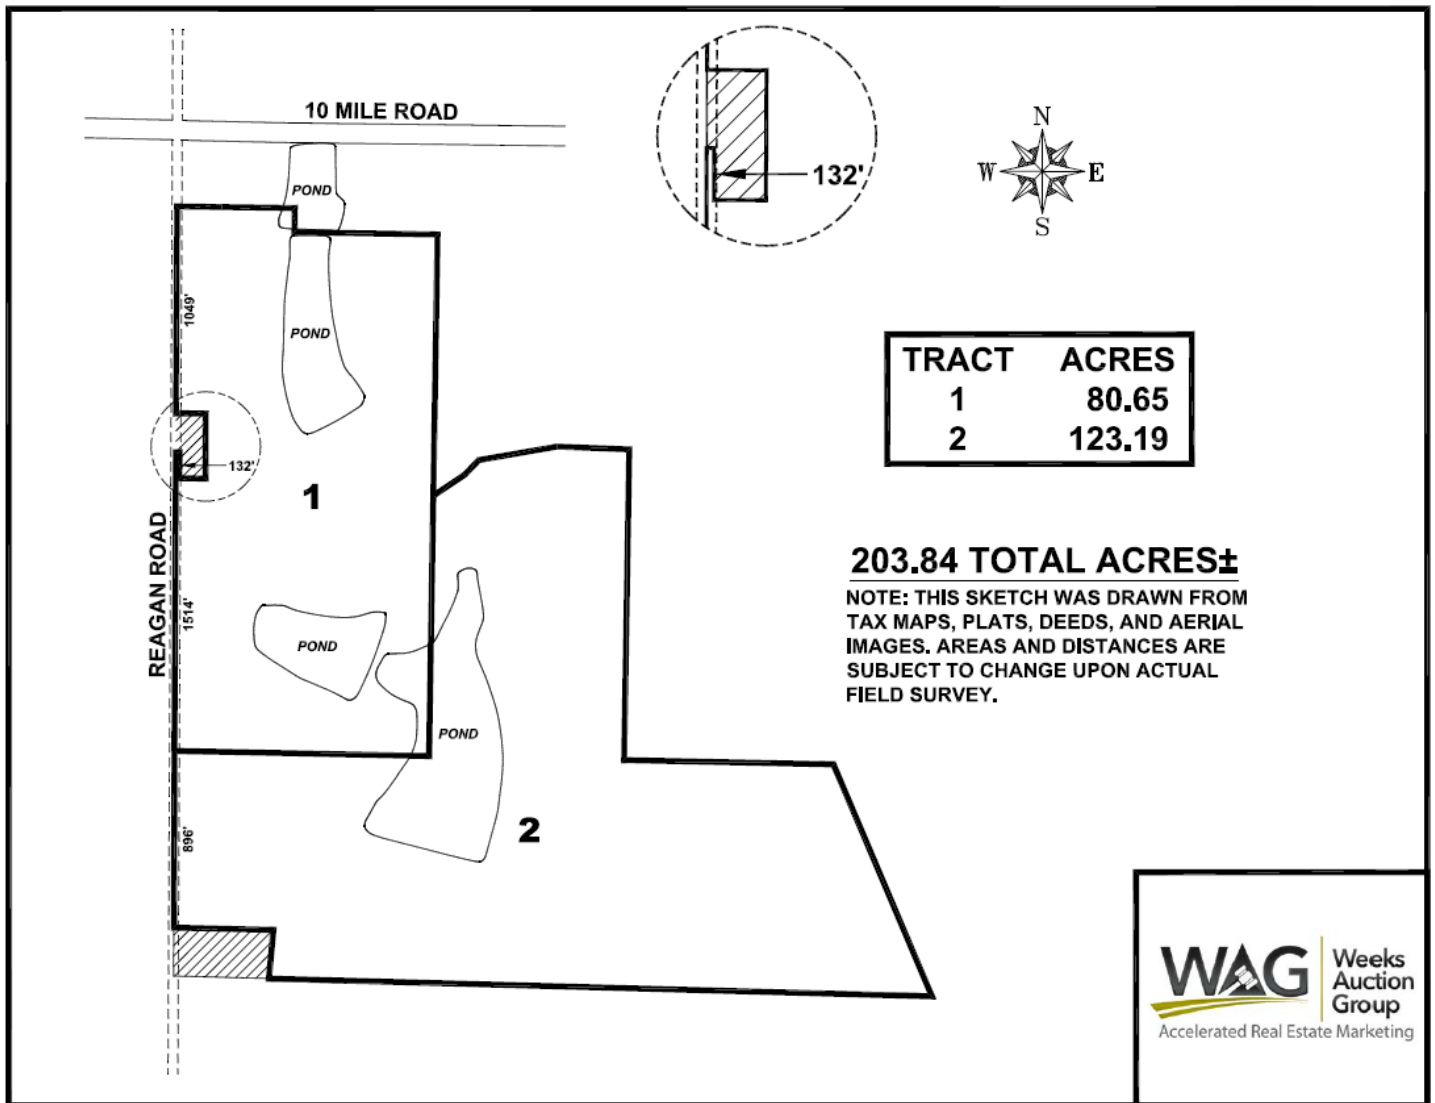 10 MILE ROAD
POND
132'
N
W
E
S
1049'
POND
132'
1
REAGAN ROAD
1514'
POND
POND
896'
2
TRACT ACRES
1 80.65
2 123.19
203.84 TOTAL ACRES±
NOTE: THIS SKETCH WAS DRAWN FROM
TAX MAPS, PLATS, DEEDS, AND AERIAL
IMAGES. AREAS AND DISTANCES ARE
SUBJECT TO CHANGE UPON ACTUAL
FIELD SURVEY.
WAG
Weeks
Auction
Group
Accelerated Real Estate Marketing